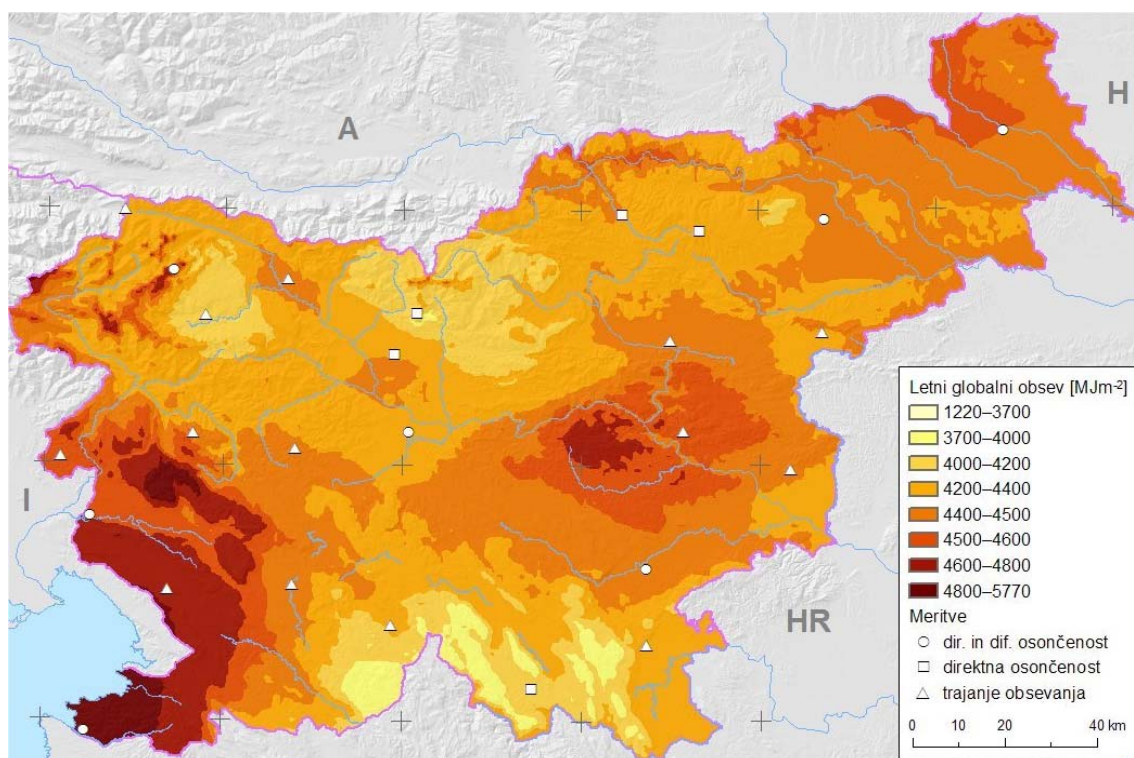 A
H
I
HR
Letni globalni obsev [MJm⁻²]
1220–3700
3700–4000
4000–4200
4200–4400
4400–4500
4500–4600
4600–4800
4800–5770
Meritve
dir. in dif. osončenost
direktna osončenost
trajanje obsevanja
0 10 20 40 km